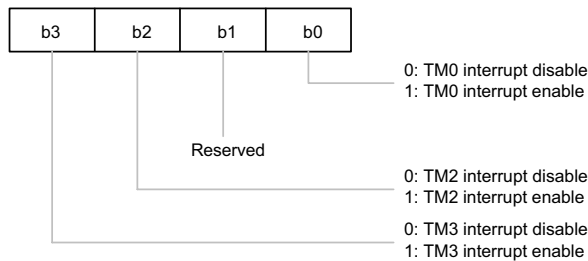 b3 b2 b1 b0
0: TM0 interrupt disable
1: TM0 interrupt enable
Reserved
0: TM2 interrupt disable
1: TM2 interrupt enable
0: TM3 interrupt disable
1: TM3 interrupt enable